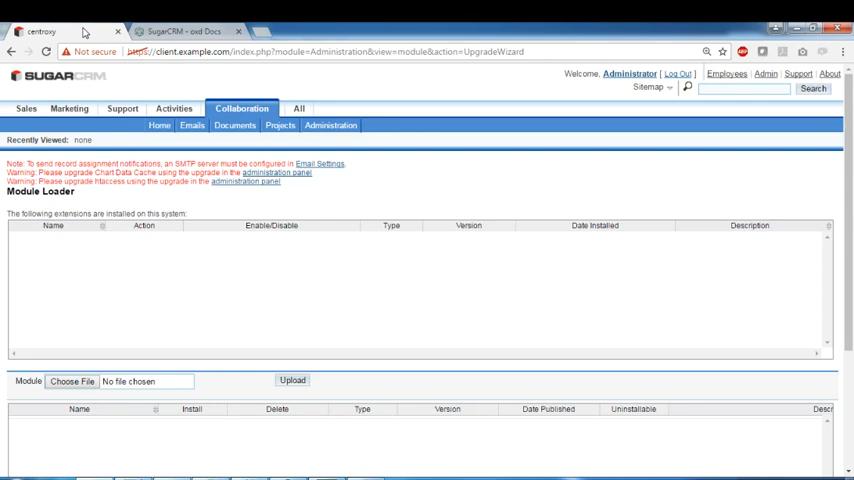 centroxy
SugarCRM - oxd Docs
Not secure https://client.example.com/index.php?module=Administration&view=module&action=UpgradeWizard
SUGARCRM
Welcome, Administrator [ Log Out ] Employees Admin Support About
Sitemap Search
Sales Marketing Support Activities Collaboration All
Home Emails Documents Projects Administration
Recently Viewed: none
Note: To send record assignment notifications, an SMTP server must be configured in Email Settings.
Warning: Please upgrade Chart Data Cache using the upgrade in the administration panel
Warning: Please upgrade htaccess using the upgrade in the administration panel
Module Loader
The following extensions are installed on this system:
Name Action Enable/Disable Type Version Date Installed Description
Module Choose File No file chosen Upload
Name Install Delete Type Version Date Published Uninstallable Descr